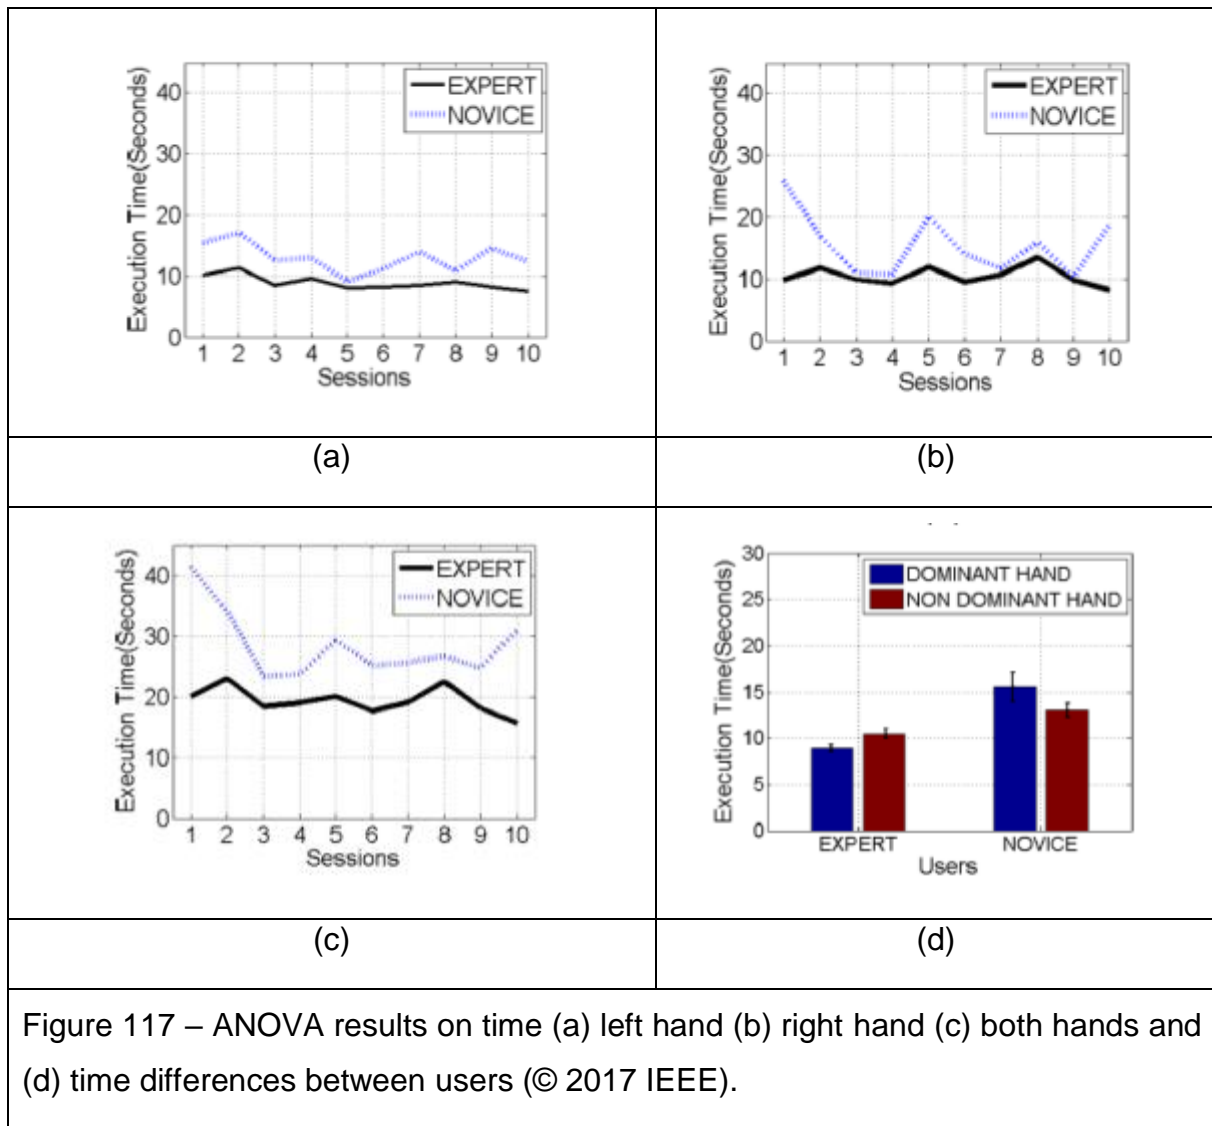 EXPERT
NOVICE
Execution Time(Seconds)
40
30
20
10
0
1 2 3 4 5 6 7 8 9 10
Sessions
(a)
EXPERT
NOVICE
Execution Time(Seconds)
40
30
20
10
0
1 2 3 4 5 6 7 8 9 10
Sessions
(b)
EXPERT
NOVICE
Execution Time(Seconds)
40
30
20
10
0
1 2 3 4 5 6 7 8 9 10
Sessions
(c)
DOMINANT HAND
NON DOMINANT HAND
Execution Time(Seconds)
30
25
20
15
10
5
0
EXPERT NOVICE
Users
(d)
Figure 117 – ANOVA results on time (a) left hand (b) right hand (c) both hands and
(d) time differences between users (© 2017 IEEE).